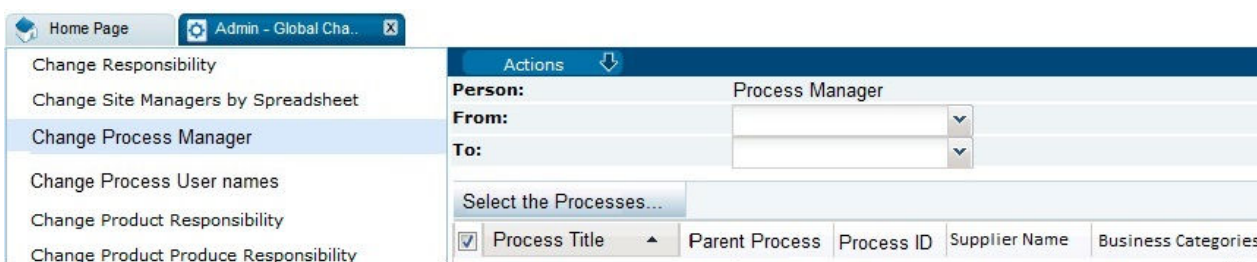 Home Page
Admin - Global Cha..
Change Responsibility
Change Site Managers by Spreadsheet
Change Process Manager
Change Process User names
Change Product Responsibility
Change Product Produce Responsibility
Actions
Person: Process Manager
From:
To:
Select the Processes...
Process Title Parent Process Process ID Supplier Name Business Categories